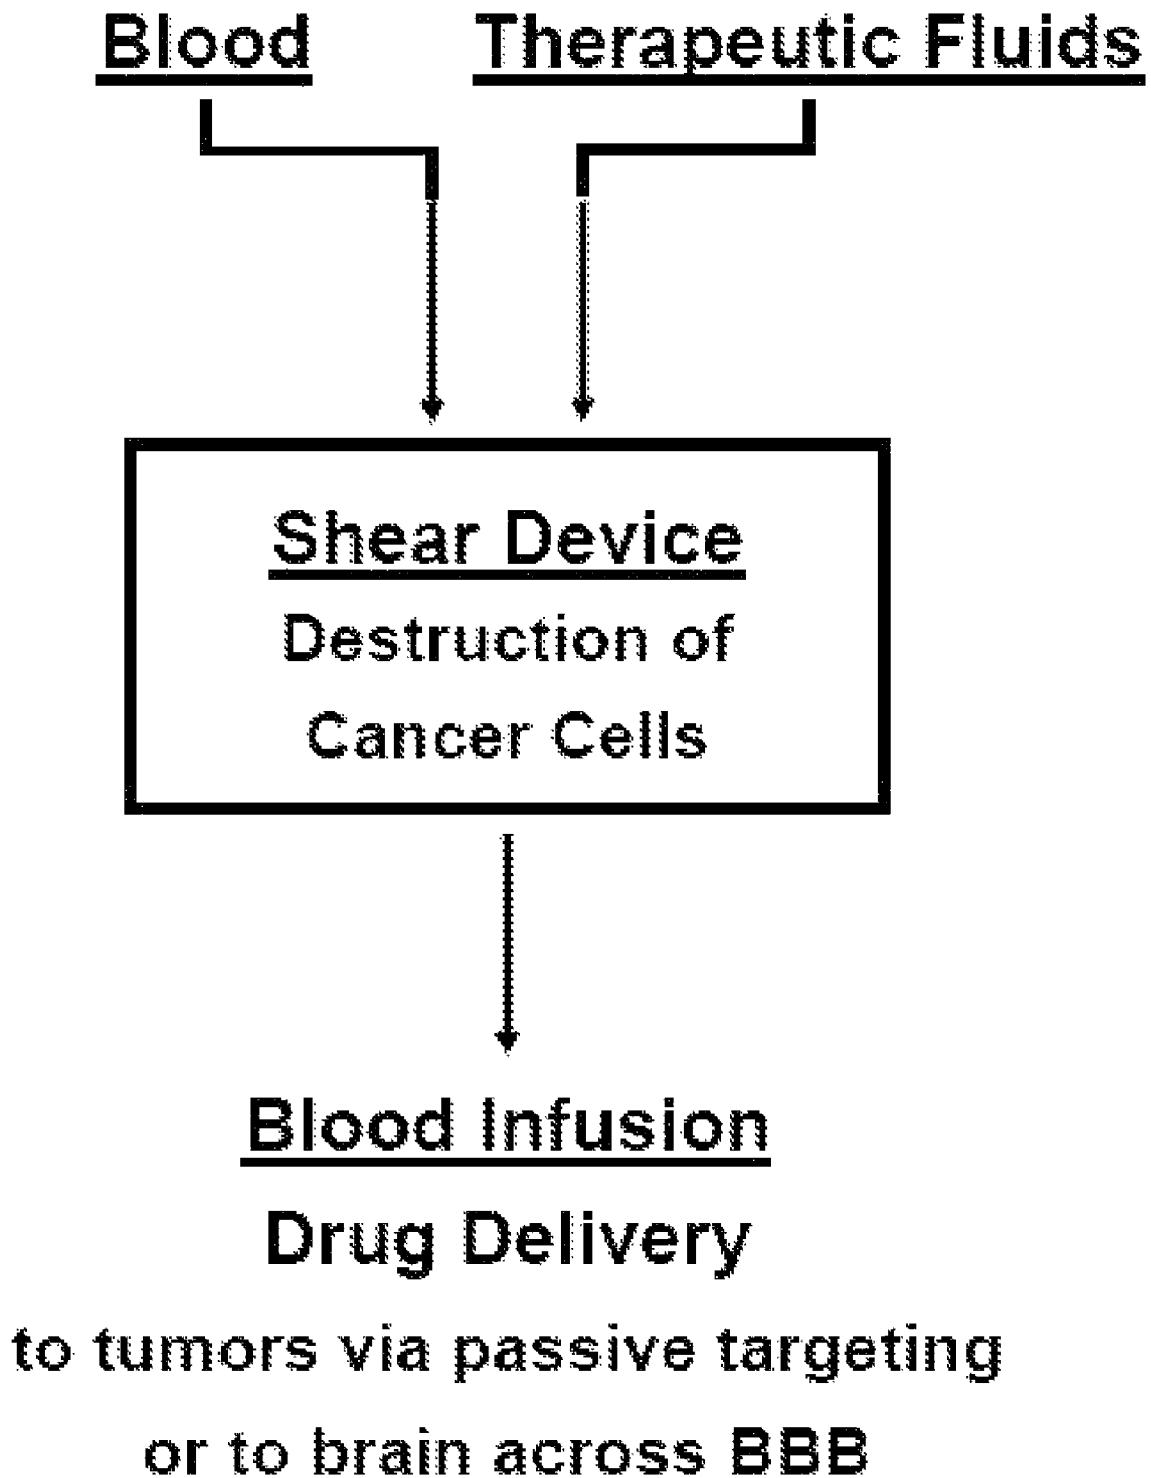 Blood
Therapeutic Fluids
Shear Device
Destruction of
Cancer Cells
Blood Infusion
Drug Delivery
to tumors via passive targeting
or to brain across BBB